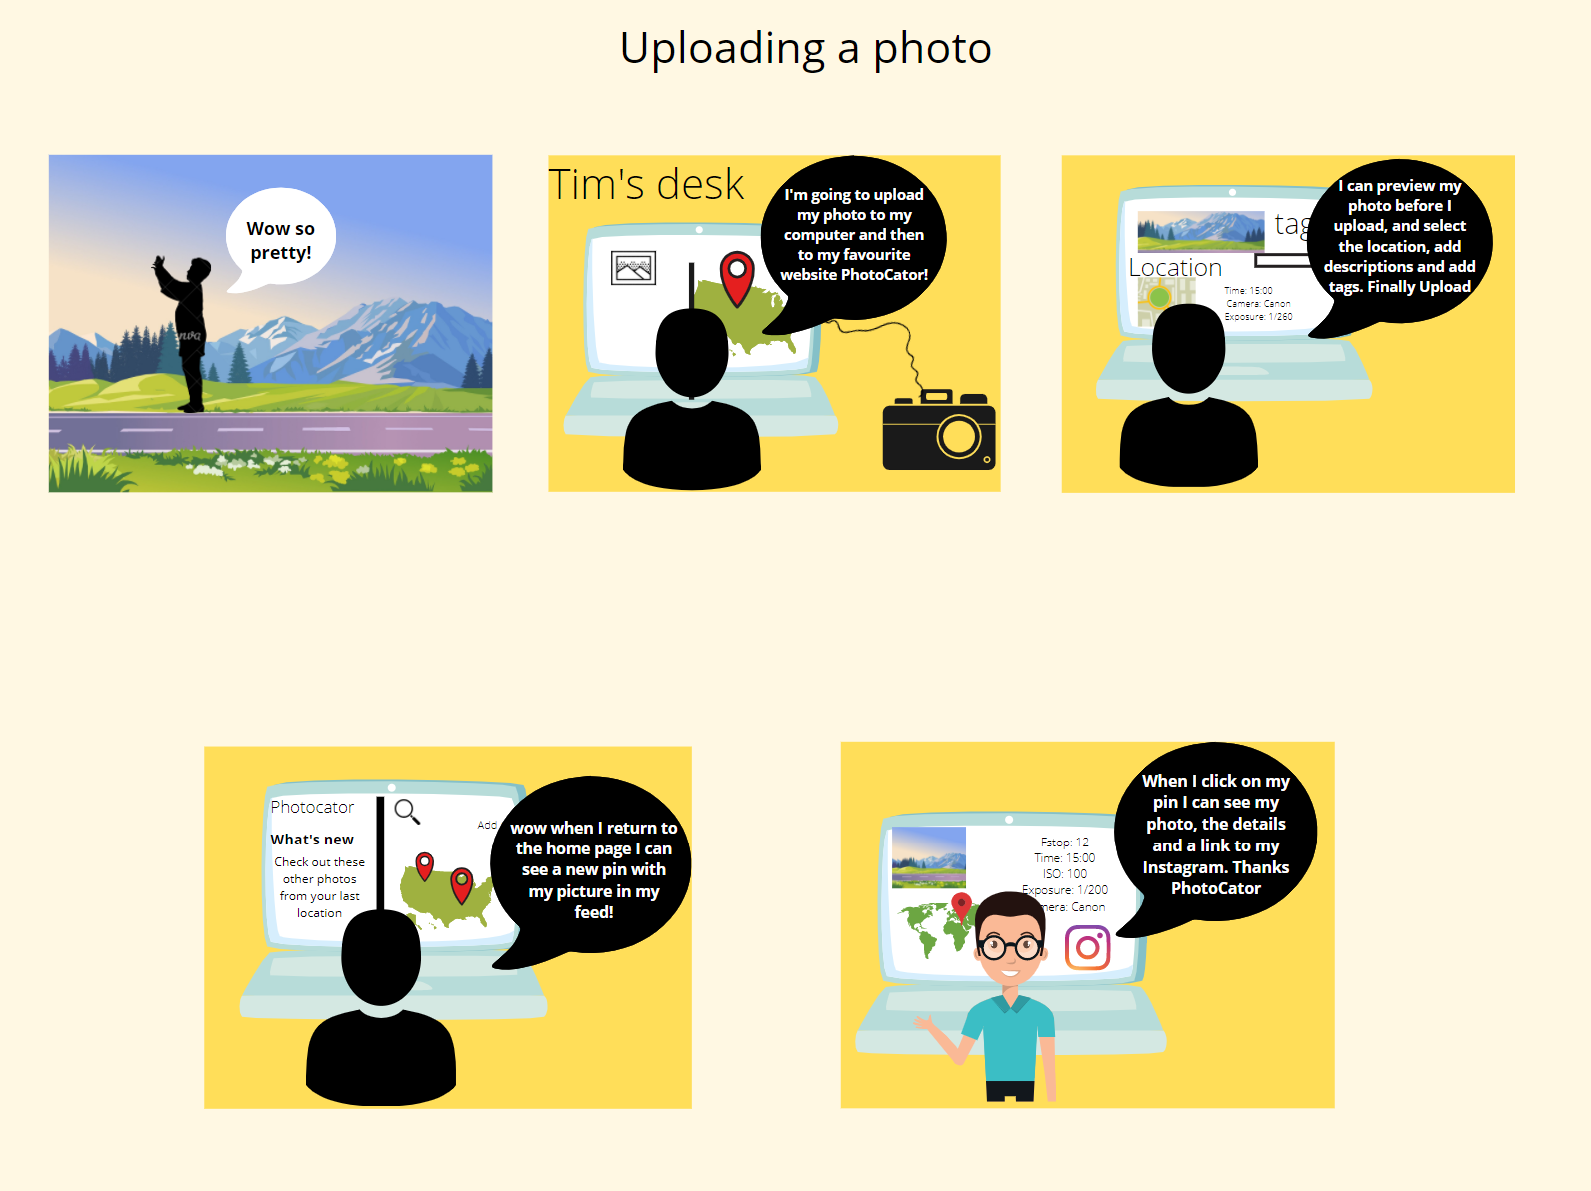 Uploading a photo
Wow so
pretty!
Tim's desk
I'm going to upload
my photo to my
computer and then
to my favourite
website PhotoCator!
I can preview my
photo before I
upload, and select
the location, add
descriptions and add
tags. Finally Upload
Location
Time: 15:00
Camera: Canon
Exposure: 1/260
Photocator
What's new
Check out these
other photos
from your last
location
Add
wow when I return to
the home page I can
see a new pin with
my picture in my
feed!
Fstop: 12
Time: 15:00
ISO: 100
Exposure: 1/200
mera: Canon
When I click on my
pin I can see my
photo, the details
and a link to my
Instagram. Thanks
PhotoCator